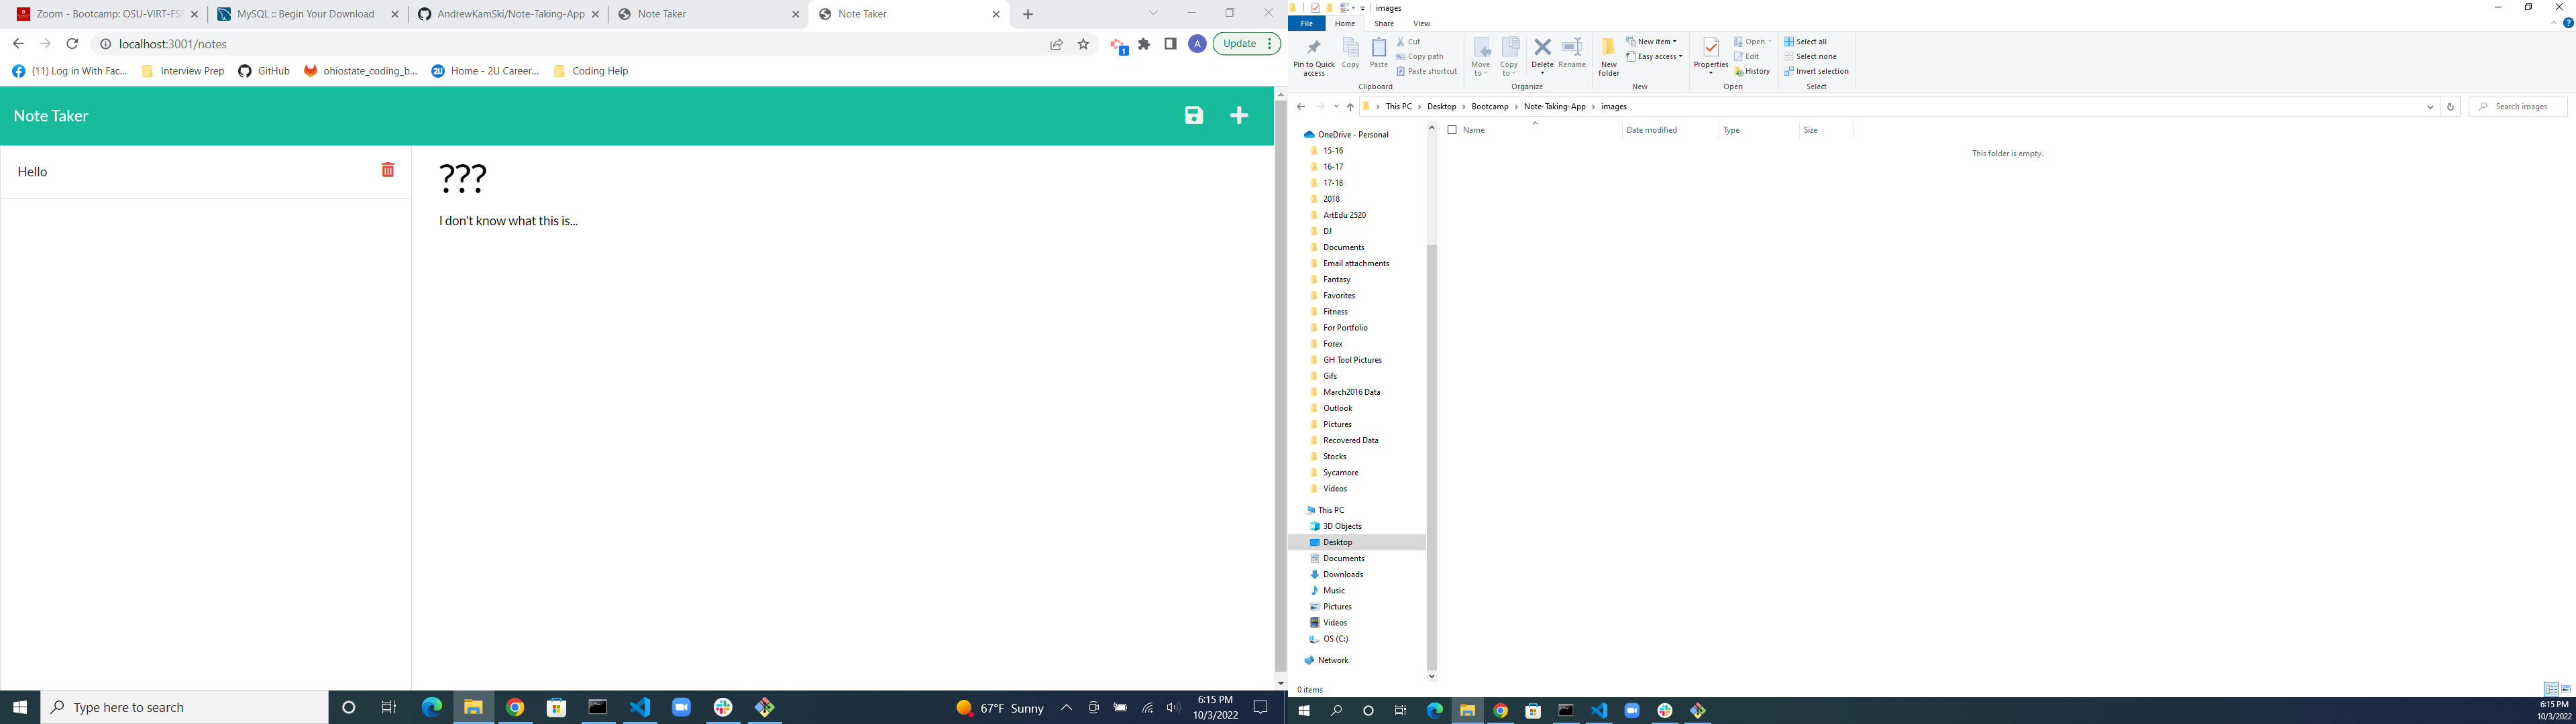 Zoom - Bootcamp: OSU-VIRT-FSF
MySQL :: Begin Your Download
AndrewKamSki/Note-Taking-App
Note Taker
Note Taker
localhost:3001/notes
1
A
Update
(11) Log in With Fac...
Interview Prep
GitHub
ohiostate_coding_b...
2U
Home - 2U Career...
Coding Help
Note Taker
Hello
???
I don't know what this is...
Type here to search
67°F Sunny
6:15 PM
10/3/2022
images
File
Home
Share
View
Pin to Quick access
Copy
Paste
Cut
Copy path
Paste shortcut
Clipboard
Move to
Copy to
Delete
Rename
Organize
New folder
New item
Easy access
New
Properties
Open
Edit
History
Open
Select all
Select none
Invert selection
Select
This PC > Desktop > Bootcamp > Note-Taking-App > images
Search images
Name
Date modified
Type
Size
This folder is empty.
OneDrive - Personal
15-16
16-17
17-18
2018
ArtEdu 2520
DJ
Documents
Email attachments
Fantasy
Favorites
Fitness
For Portfolio
Forex
GH Tool Pictures
Gifs
March2016 Data
Outlook
Pictures
Recovered Data
Stocks
Sycamore
Videos
This PC
3D Objects
Desktop
Documents
Downloads
Music
Pictures
Videos
OS (C:)
Network
0 items
6:15 PM
10/3/2022